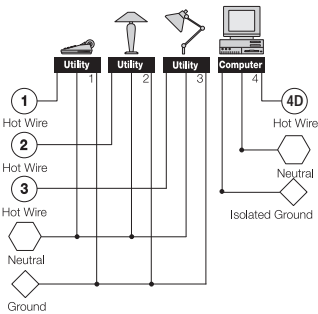 Utility Utility Utility Computer
1 2 3 4
1 4D
Hot Wire Hot Wire
2
Hot Wire Neutral
3
Hot Wire Isolated Ground
Neutral
Ground